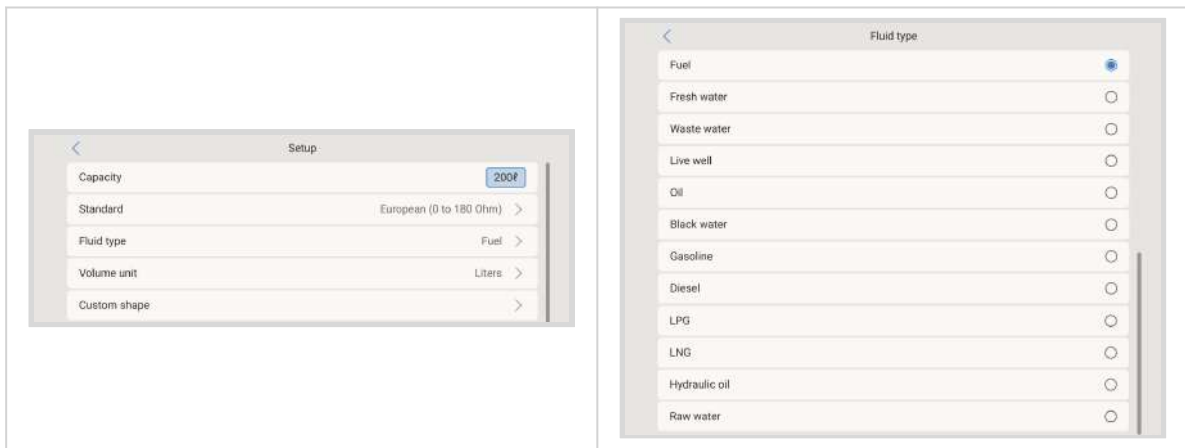 Setup
Capacity 200ℓ
Standard European (0 to 180 Ohm)
Fluid type Fuel
Volume unit Liters
Custom shape
Fluid type
Fuel
Fresh water
Waste water
Live well
Oil
Black water
Gasoline
Diesel
LPG
LNG
Hydraulic oil
Raw water